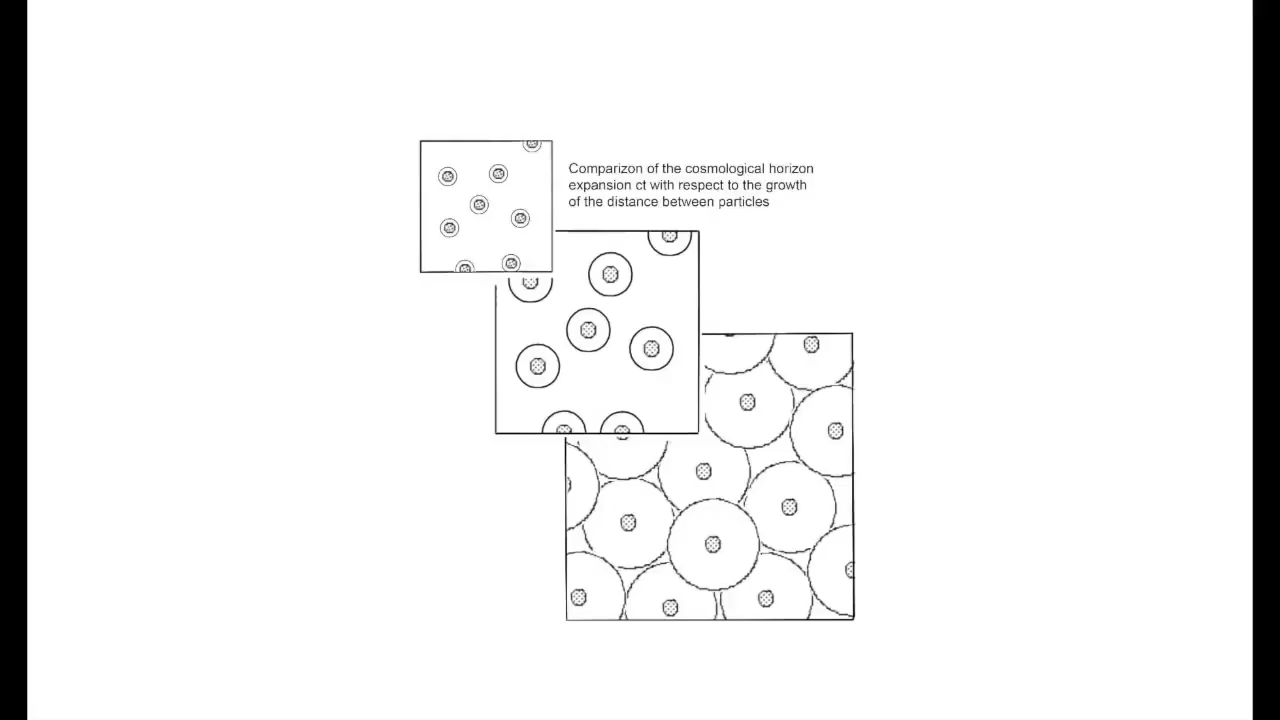 Comparizon of the cosmological horizon
expansion ct with respect to the growth
of the distance between particles